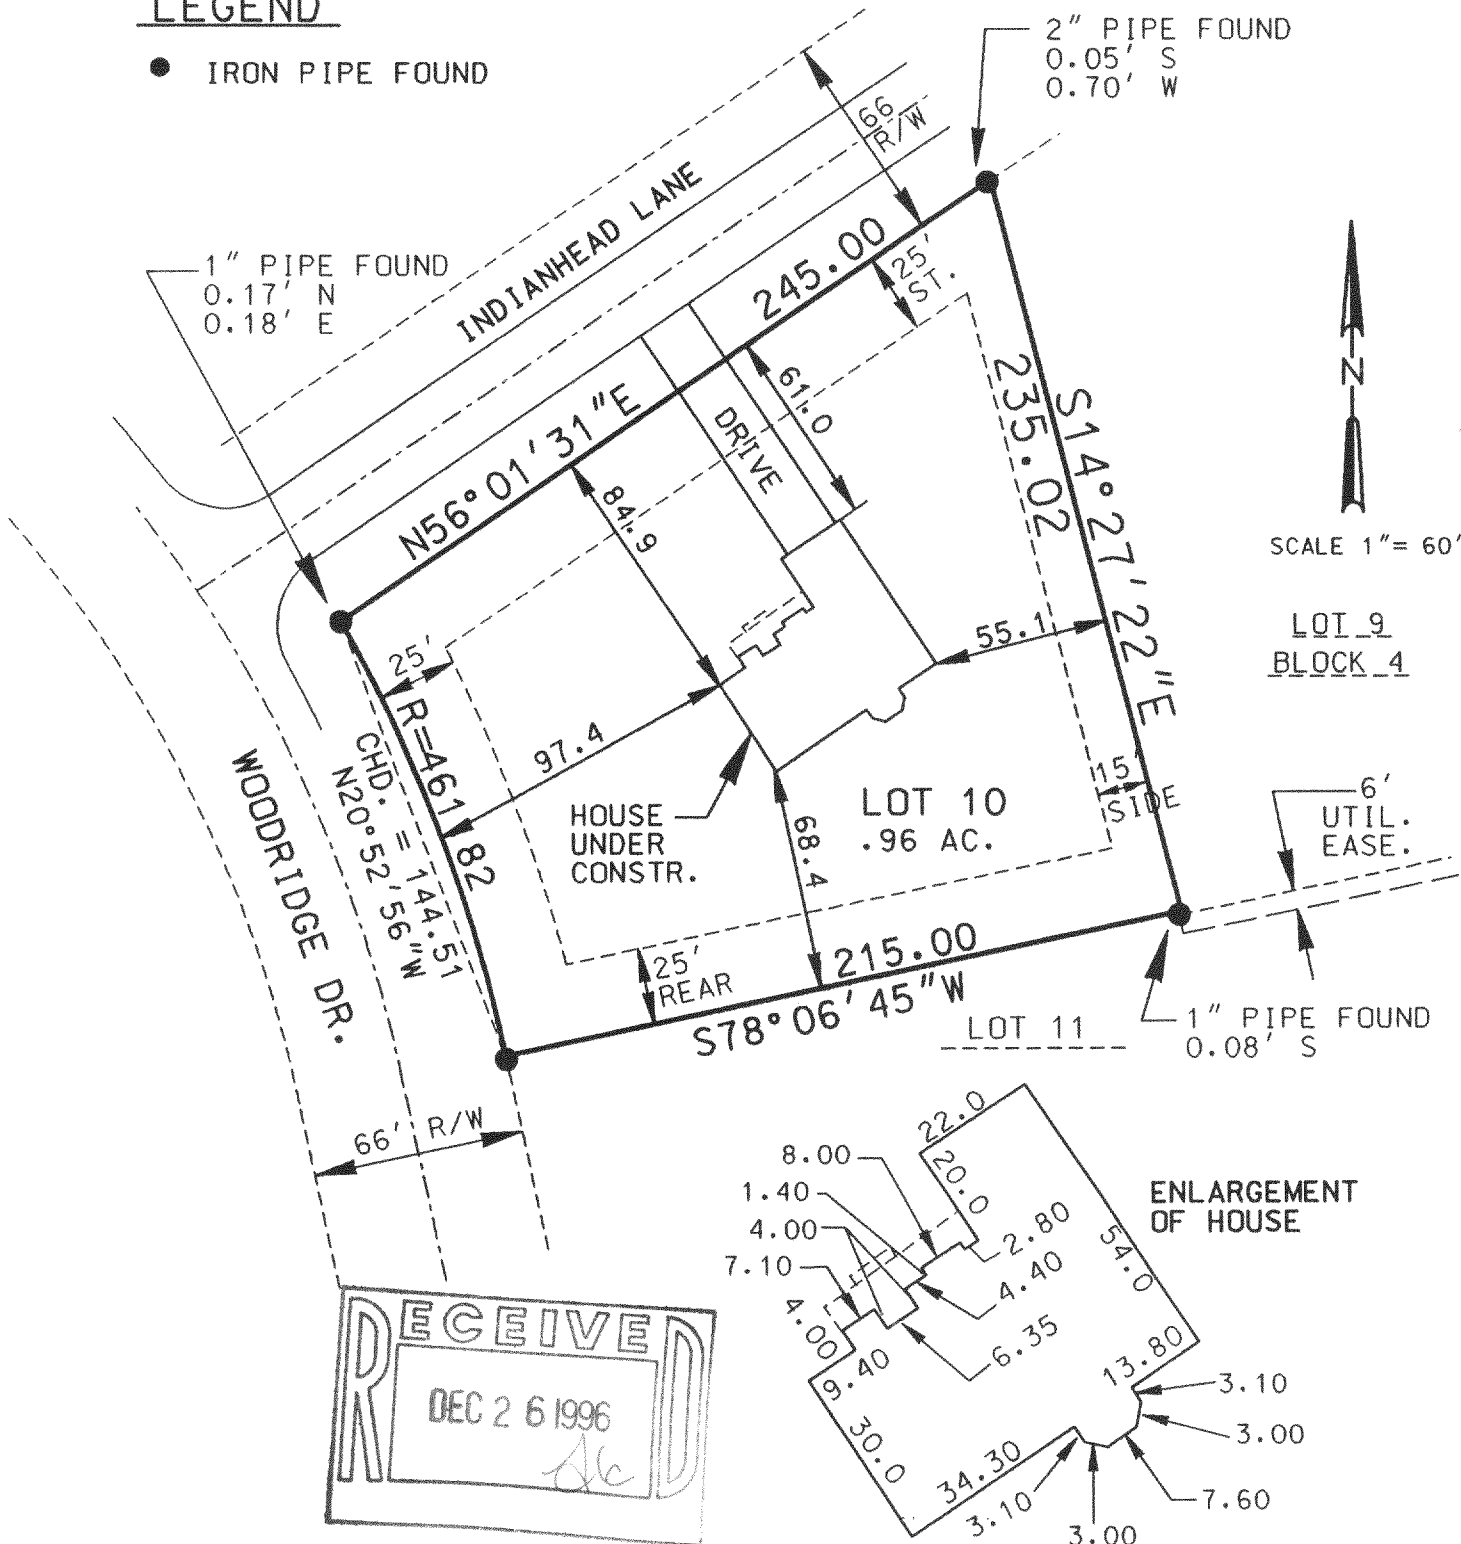 LEGEND
IRON PIPE FOUND
2" PIPE FOUND
0.05' S
0.70' W
66
R/W
INDIANHEAD LANE
1" PIPE FOUND
0.17' N
0.18' E
245.00
25'
ST.
N56°01'31"E
61.0
DRIVE
84.9
235.02
S14°27'22"E
N
SCALE 1"= 60'
LOT 9
BLOCK 4
25'
R=461.82
CHD. = 144.51
N20°52'56"W
97.4
55.1
WOODRIDGE DR.
HOUSE
UNDER
CONSTR.
68.4
LOT 10
.96 AC.
15'
SIDE
6'
UTIL.
EASE.
25'
REAR
215.00
S78°06'45"W
LOT 11
1" PIPE FOUND
0.08' S
66' R/W
ENLARGEMENT
OF HOUSE
22.0
8.00
20.0
1.40
4.00
2.80
7.10
4.40
54.0
4.00
6.35
9.40
13.80
3.10
3.00
30.0
34.30
7.60
3.10
3.00
RECEIVED
DEC 26 1996